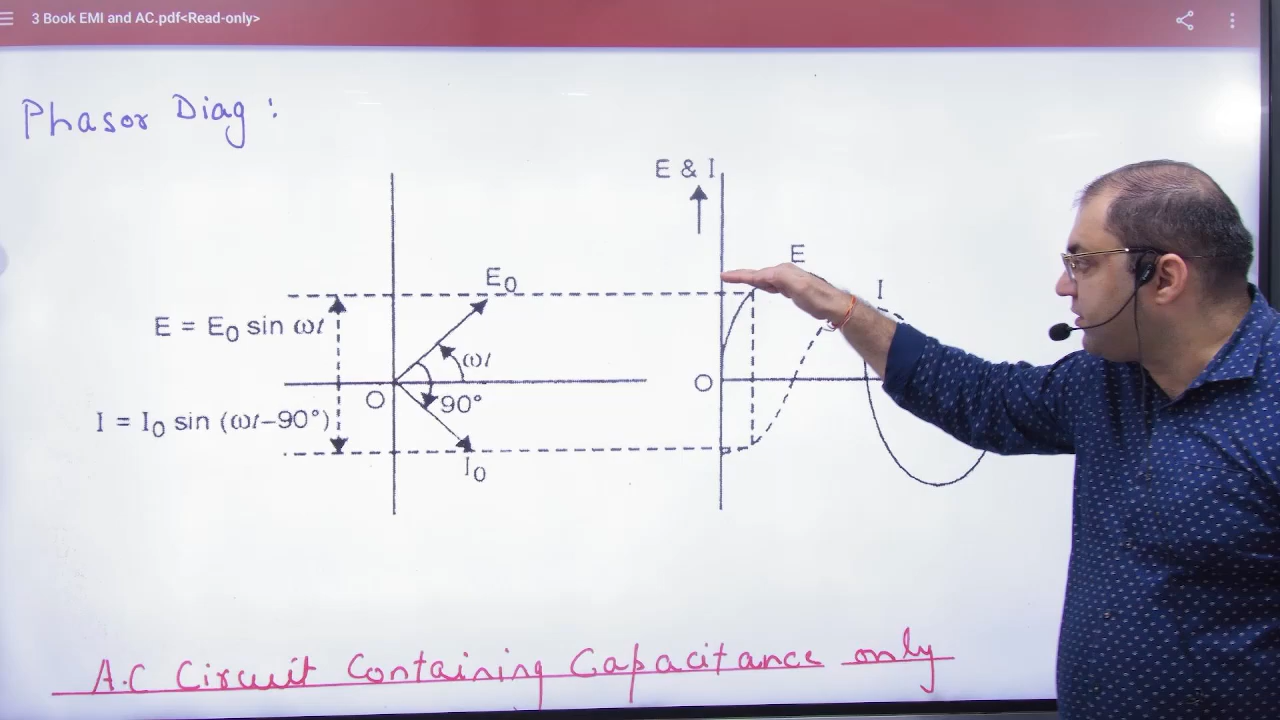 3 Book EMI and AC.pdf<Read-only>
Phasor Diag :
E & I
E
I
E0
E = E0 sin ωt
ωt
O
O
90°
I = I0 sin (ωt–90°)
I0
A.C Circuit Containing Capacitance only